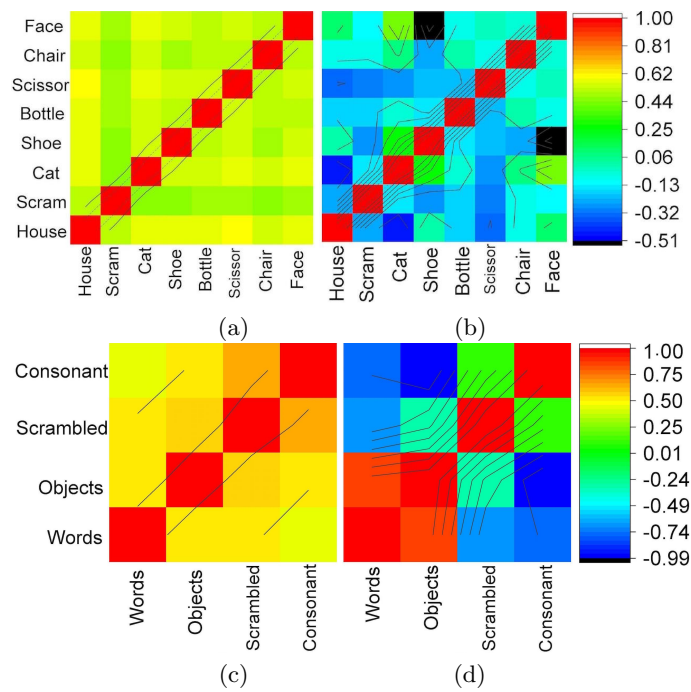 Face
Chair
Scissor
Bottle
Shoe
Cat
Scram
House
House
Scram
Cat
Shoe
Bottle
Scissor
Chair
Face
(a)
House
Scram
Cat
Shoe
Bottle
Scissor
Chair
Face
(b)
1.00
0.81
0.62
0.44
0.25
0.06
-0.13
-0.32
-0.51
Consonant
Scrambled
Objects
Words
Words
Objects
Scrambled
Consonant
(c)
Words
Objects
Scrambled
Consonant
(d)
1.00
0.75
0.50
0.25
0.01
-0.24
-0.49
-0.74
-0.99